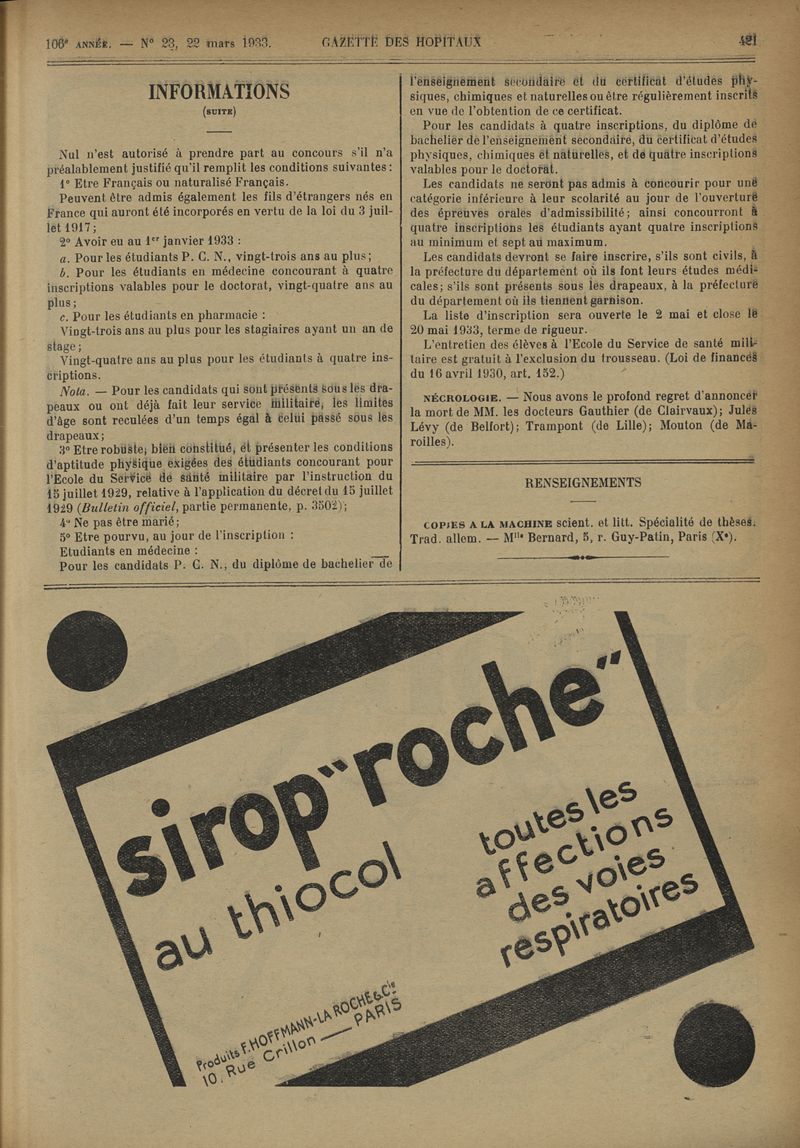 106e ANNÉE. — N° 23, 22 mars 1933.
GAZETTE DES HOPITAUX
421
INFORMATIONS
(SUITE)
Nul n'est autorisé à prendre part au concours s'il n'a
préalablement justifié qu'il remplit les conditions suivantes :
1° Etre Français ou naturalisé Français.
Peuvent être admis également les fils d'étrangers nés en
France qui auront été incorporés en vertu de la loi du 3 juil-
let 1917 ;
2° Avoir eu au 1er janvier 1933 :
a. Pour les étudiants P. C. N., vingt-trois ans au plus ;
b. Pour les étudiants en médecine concourant à quatre
inscriptions valables pour le doctorat, vingt-quatre ans au
plus ;
c. Pour les étudiants en pharmacie :
Vingt-trois ans au plus pour les stagiaires ayant un an de
stage ;
Vingt-quatre ans au plus pour les étudiants à quatre ins-
criptions.
Nota. — Pour les candidats qui sont présents sous les dra-
peaux ou ont déjà fait leur service militaire, les limites
d'âge sont reculées d'un temps égal à celui passé sous les
drapeaux ;
3° Etre robuste, bien constitué, et présenter les conditions
d'aptitude physique exigées des étudiants concourant pour
l'Ecole du Service de santé militaire par l'instruction du
15 juillet 1929, relative à l'application du décret du 15 juillet
1929 (Bulletin officiel, partie permanente, p. 3502) ;
4° Ne pas être marié ;
5° Etre pourvu, au jour de l'inscription :
Etudiants en médecine :
Pour les candidats P. C. N., du diplôme de bachelier de
l'enseignement secondaire et du certificat d'études phy-
siques, chimiques et naturelles ou être régulièrement inscrits
en vue de l'obtention de ce certificat.
Pour les candidats à quatre inscriptions, du diplôme de
bachelier de l'enseignement secondaire, du certificat d'études
physiques, chimiques et naturelles, et de quatre inscriptions
valables pour le doctorat.
Les candidats ne seront pas admis à concourir pour une
catégorie inférieure à leur scolarité au jour de l'ouverture
des épreuves orales d'admissibilité ; ainsi concourront à
quatre inscriptions les étudiants ayant quatre inscriptions
au minimum et sept au maximum.
Les candidats devront se faire inscrire, s'ils sont civils, à
la préfecture du département où ils font leurs études médi-
cales ; s'ils sont présents sous les drapeaux, à la préfecture
du département où ils tiennent garnison.
La liste d'inscription sera ouverte le 2 mai et close le
20 mai 1933, terme de rigueur.
L'entretien des élèves à l'Ecole du Service de santé mili-
taire est gratuit à l'exclusion du trousseau. (Loi de finances
du 16 avril 1930, art. 152.)
NÉCROLOGIE. — Nous avons le profond regret d'annoncer
la mort de MM. les docteurs Gauthier (de Clairvaux) ; Jules
Lévy (de Belfort) ; Trampont (de Lille) ; Mouton (de Ma-
roilles).
RENSEIGNEMENTS
COPIES A LA MACHINE scient. et litt. Spécialité de thèses.
Trad. allem. — Mlle Bernard, 5, r. Guy-Patin, Paris (Xe).
sirop "roche"
au thiocol
toutes les
affections
des voies
respiratoires
Produits F. HOFFMANN-LA ROCHE & Cie
10, Rue Crillon — PARIS